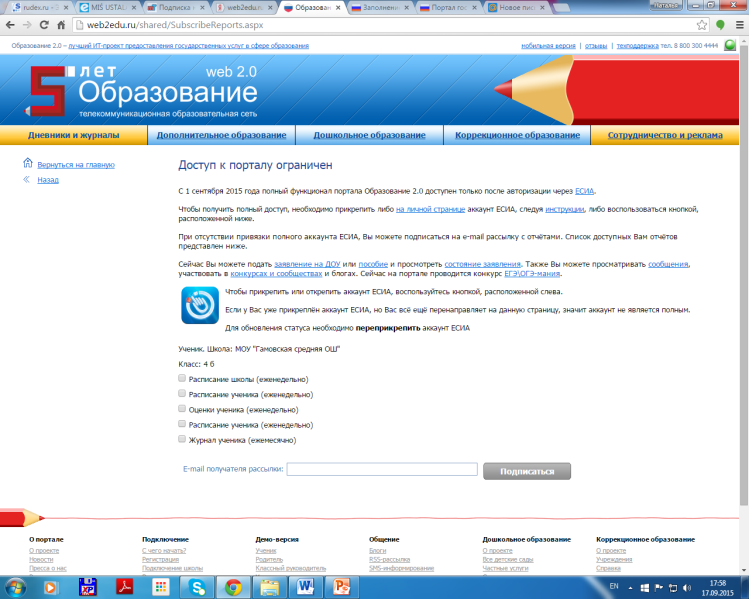 rudex.ru - З
MİŚ USTAL
Подписка
web2edu.ru
Образован
Заполнени
Портал гос
Новое пис
Наталья
web2edu.ru/shared/SubscribeReports.aspx
Образование 2.0 – лучший ИТ-проект предоставления государственных услуг в сфере образования
мобильная версия | отзывы | техподдержка тел. 8 800 300 4444
5 лет
web 2.0
Образование
телекоммуникационная образовательная сеть
Дневники и журналы
Дополнительное образование
Дошкольное образование
Коррекционное образование
Сотрудничество и реклама
Вернуться на главную
Назад
Доступ к порталу ограничен
С 1 сентября 2015 года полный функционал портала Образование 2.0 доступен только после авторизации через ЕСИА.
Чтобы получить полный доступ, необходимо прикрепить либо на личной странице аккаунт ЕСИА, следуя инструкции, либо воспользоваться кнопкой,
расположенной ниже.
При отсутствии привязки полного аккаунта ЕСИА, Вы можете подписаться на e-mail рассылку с отчётами. Список доступных Вам отчётов
представлен ниже.
Сейчас Вы можете подать заявление на ДОУ или пособие и просмотреть состояние заявления. Также Вы можете просматривать сообщения,
участвовать в конкурсах и сообществах и блогах. Сейчас на портале проводится конкурс ЕГЭ\ОГЭ-мания.
Чтобы прикрепить или открепить аккаунт ЕСИА, воспользуйтесь кнопкой, расположенной слева.
Если у Вас уже прикреплён аккаунт ЕСИА, но Вас всё ещё перенаправляет на данную страницу, значит аккаунт не является полным.
Для обновления статуса необходимо переприкрепить аккаунт ЕСИА
Ученик. Школа: МОУ "Гамовская средняя ОШ"
Класс: 4 б
Расписание школы (еженедельно)
Расписание ученика (еженедельно)
Оценки ученика (еженедельно)
Расписание ученика (еженедельно)
Журнал ученика (ежемесячно)
E-mail получателя рассылки:
Подписаться
О портале
Подключение
Демо-версия
Общение
Дошкольное образование
Коррекционное образование
О проекте
С чего начать?
Ученик
Блоги
О проекте
О проекте
Новости
Регистрация
Родитель
RSS-рассылка
Все детские сады
Учреждения
Пресса о нас
Подключение школы
Классный руководитель
SMS-информирование
Частные услуги
Справка
EN
17:58
17.09.2015